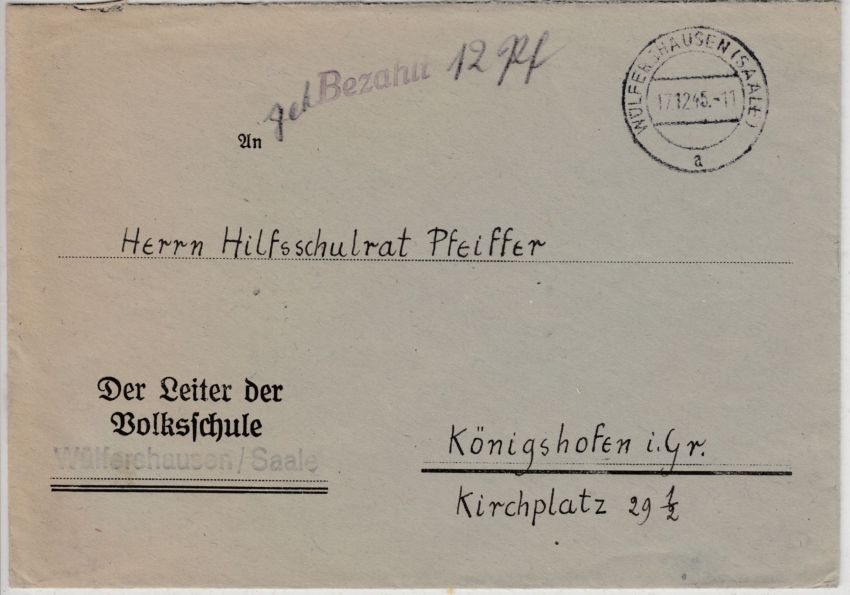 geb. Bezahlt 12 Pf
WÜLFERSHAUSEN (SAALE)
17.12.45.-11
a
An
Herrn Hilfsschulrat Pfeiffer
Der Leiter der
Volksschule
Wülfershausen/Saale
Königshofen i. Gr.
Kirchplatz 29 1/2